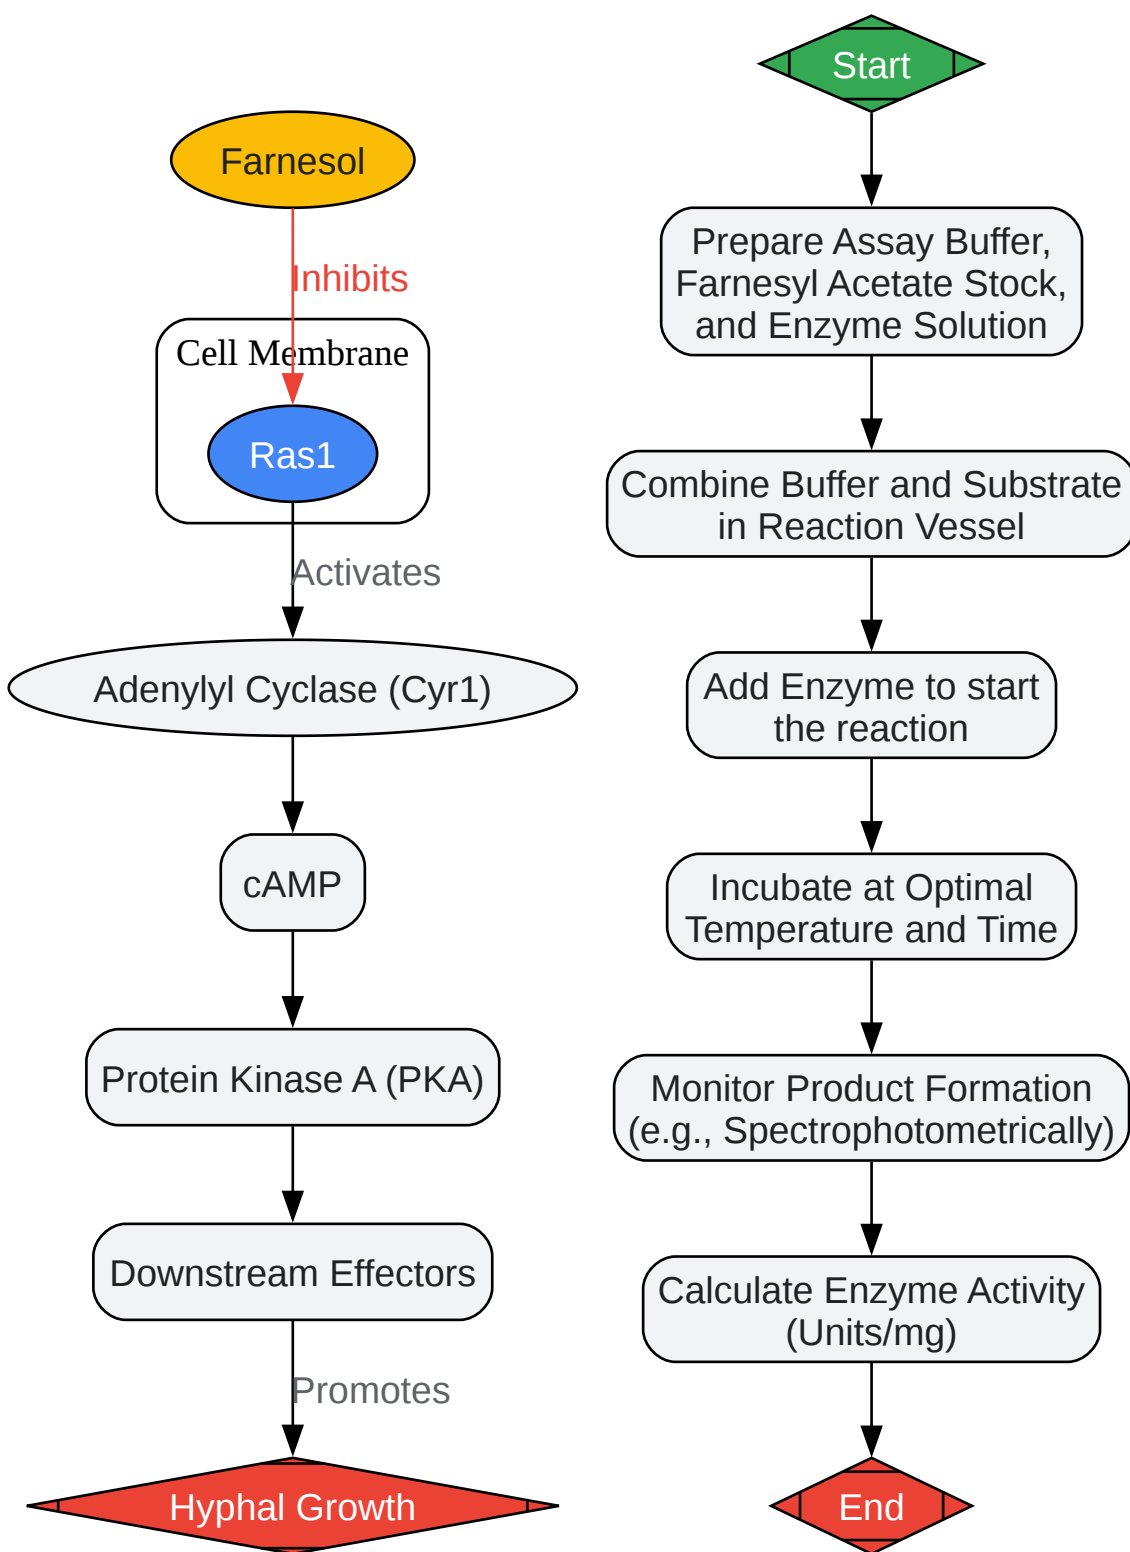 Farnesol
Inhibits
Cell Membrane
Ras1
Activates
Adenylyl Cyclase (Cyr1)
cAMP
Protein Kinase A (PKA)
Downstream Effectors
Promotes
Hyphal Growth
Start
Prepare Assay Buffer,
Farnesyl Acetate Stock,
and Enzyme Solution
Combine Buffer and Substrate
in Reaction Vessel
Add Enzyme to start
the reaction
Incubate at Optimal
Temperature and Time
Monitor Product Formation
(e.g., Spectrophotometrically)
Calculate Enzyme Activity
(Units/mg)
End